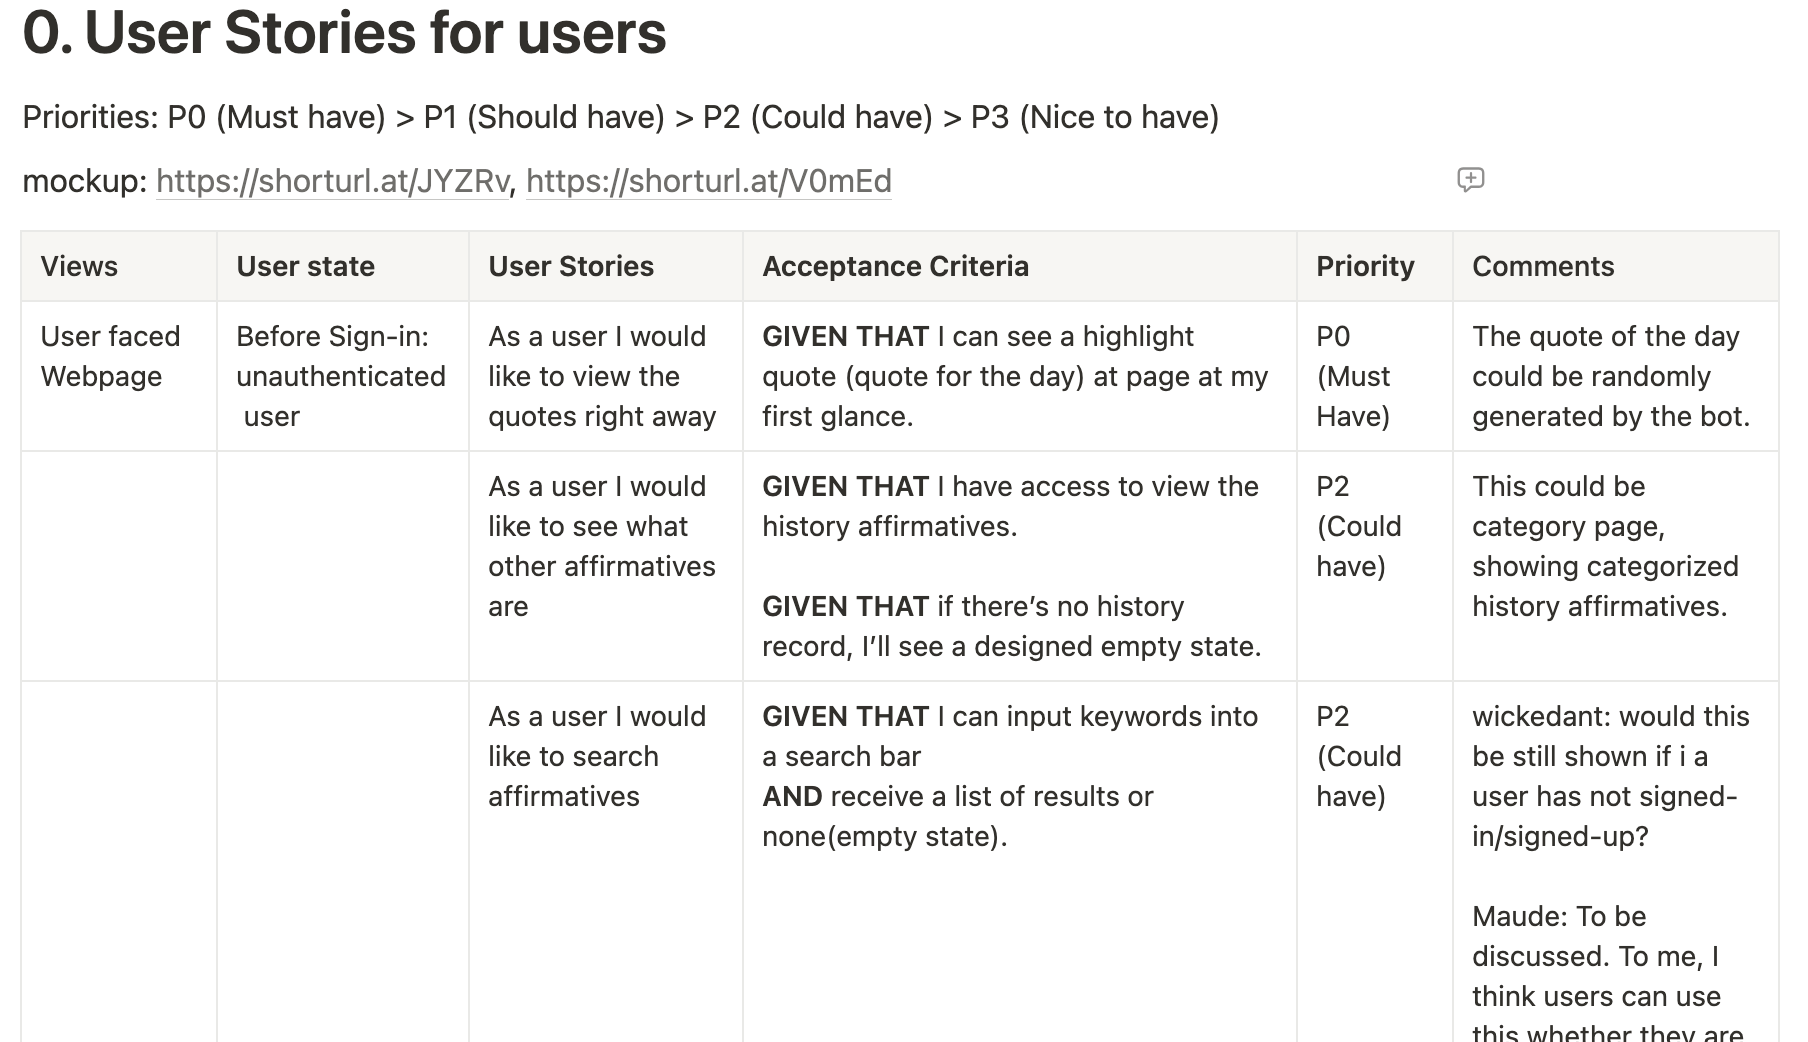 0. User Stories for users
Priorities: P0 (Must have) > P1 (Should have) > P2 (Could have) > P3 (Nice to have)
mockup: https://shorturl.at/JYZRv, https://shorturl.at/V0mEd
Views
User state
User Stories
Acceptance Criteria
Priority
Comments
User faced
Webpage
Before Sign-in:
unauthenticated
user
As a user I would
like to view the
quotes right away
GIVEN THAT I can see a highlight
quote (quote for the day) at page at my
first glance.
P0
(Must
Have)
The quote of the day
could be randomly
generated by the bot.
As a user I would
like to see what
other affirmatives
are
GIVEN THAT I have access to view the
history affirmatives.
GIVEN THAT if there’s no history
record, I’ll see a designed empty state.
P2
(Could
have)
This could be
category page,
showing categorized
history affirmatives.
As a user I would
like to search
affirmatives
GIVEN THAT I can input keywords into
a search bar
AND receive a list of results or
none(empty state).
P2
(Could
have)
wickedant: would this
be still shown if i a
user has not signed-
in/signed-up?
Maude: To be
discussed. To me, I
think users can use
this whether they are